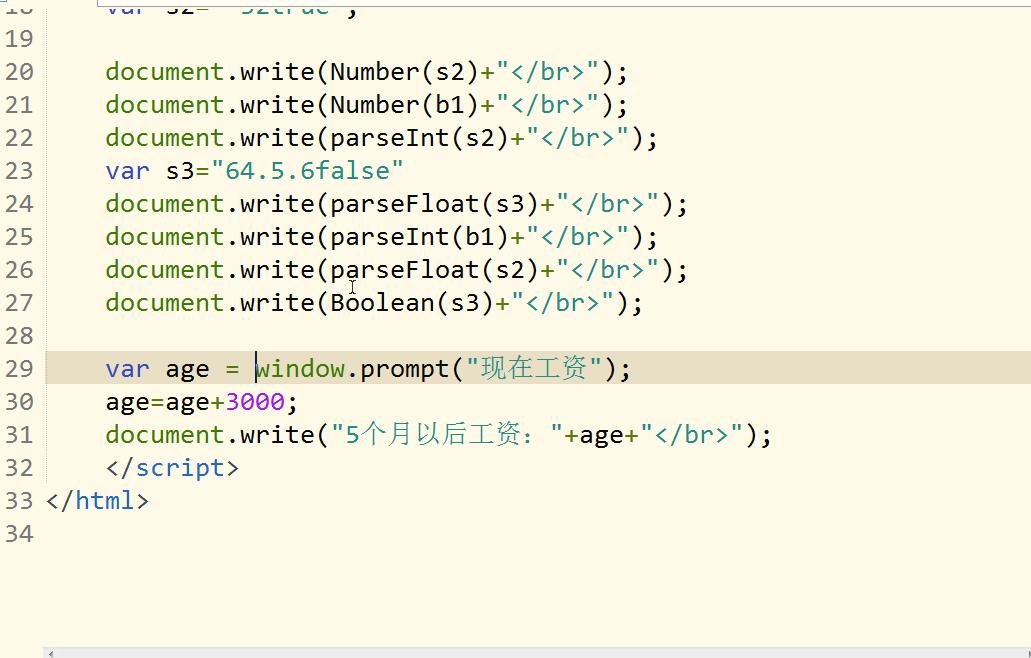 19
20 document.write(Number(s2)+"</br>");
21 document.write(Number(b1)+"</br>");
22 document.write(parseInt(s2)+"</br>");
23 var s3="64.5.6false"
24 document.write(parseFloat(s3)+"</br>");
25 document.write(parseInt(b1)+"</br>");
26 document.write(parseFloat(s2)+"</br>");
27 document.write(Boolean(s3)+"</br>");
28
29 var age = window.prompt("现在工资");
30 age=age+3000;
31 document.write("5个月以后工资："+age+"</br>");
32 </script>
33 </html>
34